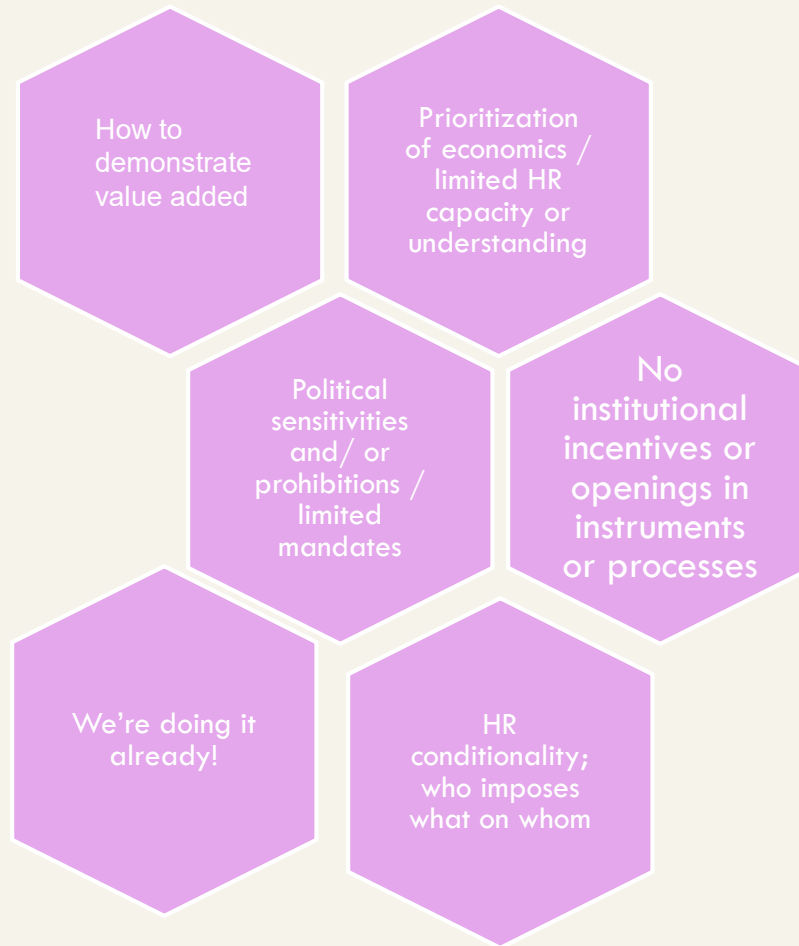 How to
demonstrate
value added
Prioritization
of economics /
limited HR
capacity or
understanding
Political
sensitivities
and/ or
prohibitions /
limited
mandates
No
institutional
incentives or
openings in
instruments
or processes
We’re doing it
already!
HR
conditionality;
who imposes
what on whom